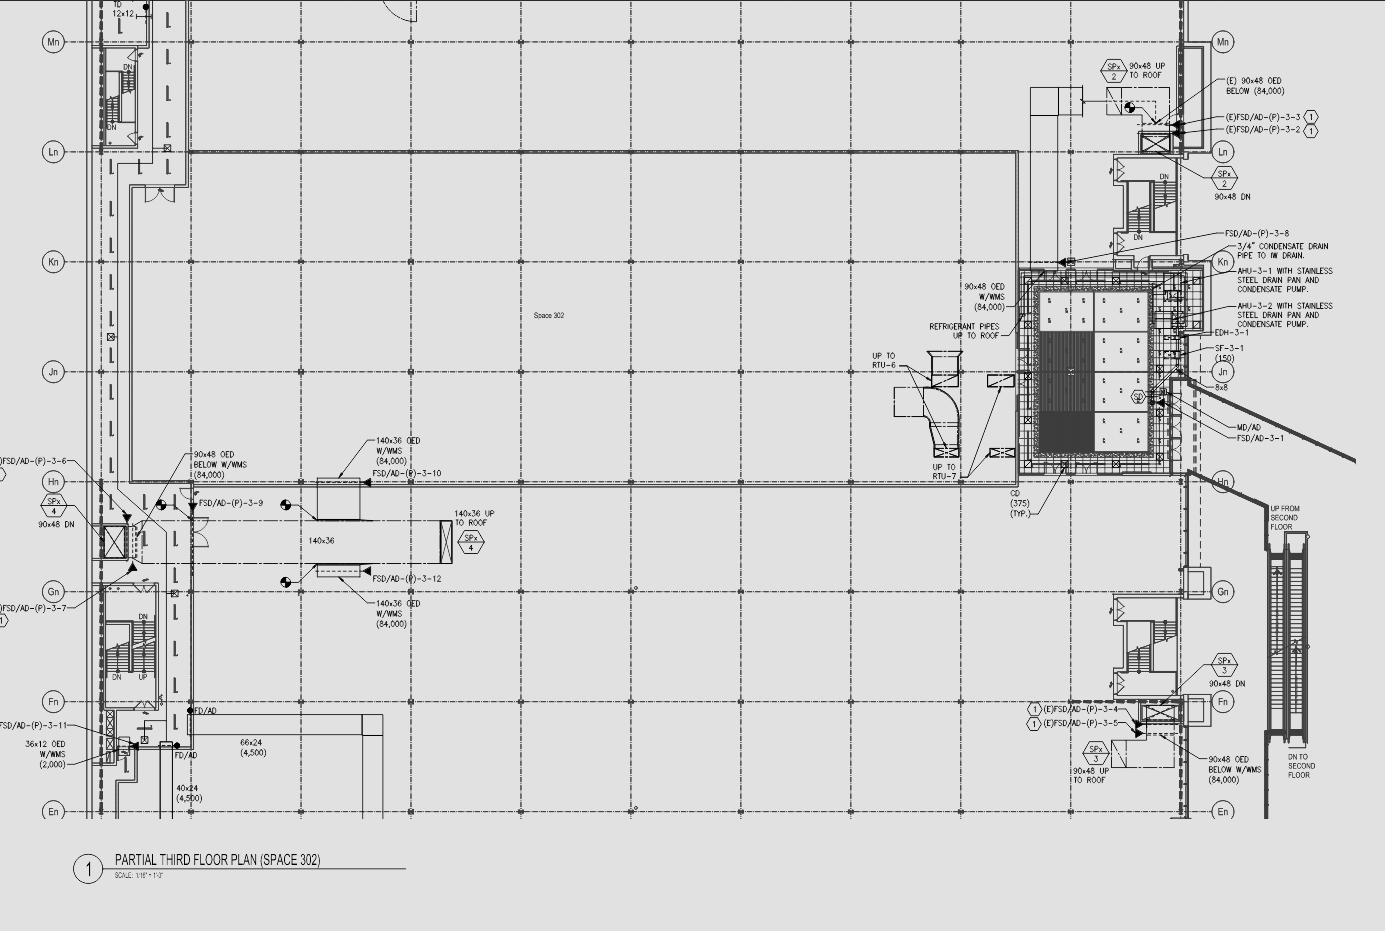 TD
12x12
Mn
Mn
DN
DN
SPx
2
90x48 UP
TO ROOF
(E) 90x48 OED
BELOW (84,000)
(E)FSD/AD-(P)-3-3
1
(E)FSD/AD-(P)-3-2
1
Ln
Ln
SPx
2
90x48 DN
DN
DN
FSD/AD-(P)-3-8
3/4" CONDENSATE DRAIN
PIPE TO IW DRAIN.
Kn
Kn
AHU-3-1 WITH STAINLESS
STEEL DRAIN PAN AND
CONDENSATE PUMP.
90x48 OED
W/WMS
(84,000)
AHU-3-2 WITH STAINLESS
STEEL DRAIN PAN AND
CONDENSATE PUMP.
Space 302
REFRIGERANT PIPES
UP TO ROOF
EDH-3-1
SF-3-1
(150)
UP TO
RTU-6
Jn
Jn
8x8
MD/AD
FSD/AD-3-1
140x36 OED
W/WMS
(84,000)
90x48 OED
BELOW W/WMS
(84,000)
FSD/AD-(P)-3-6
FSD/AD-(P)-3-10
UP TO
RTU-7
Hn
Hn
SPx
4
90x48 DN
FSD/AD-(P)-3-9
CD
(375)
(TYP.)
140x36 UP
TO ROOF
SPx
4
140x36
UP FROM
SECOND
FLOOR
FSD/AD-(P)-3-12
Gn
Gn
140x36 OED
W/WMS
(84,000)
)FSD/AD-(P)-3-7
1
DN
DN
UP
SPx
3
90x48 DN
Fn
Fn
FD/AD
1
(E)FSD/AD-(P)-3-4
1
(E)FSD/AD-(P)-3-5
FSD/AD-(P)-3-11
36x12 OED
W/WMS
(2,000)
FD/AD
66x24
(4,500)
SPx
3
90x48 UP
TO ROOF
90x48 OED
BELOW W/WMS
(84,000)
DN TO
SECOND
FLOOR
40x24
(4,500)
En
En
1
PARTIAL THIRD FLOOR PLAN (SPACE 302)
SCALE: 1/16" = 1'-0"